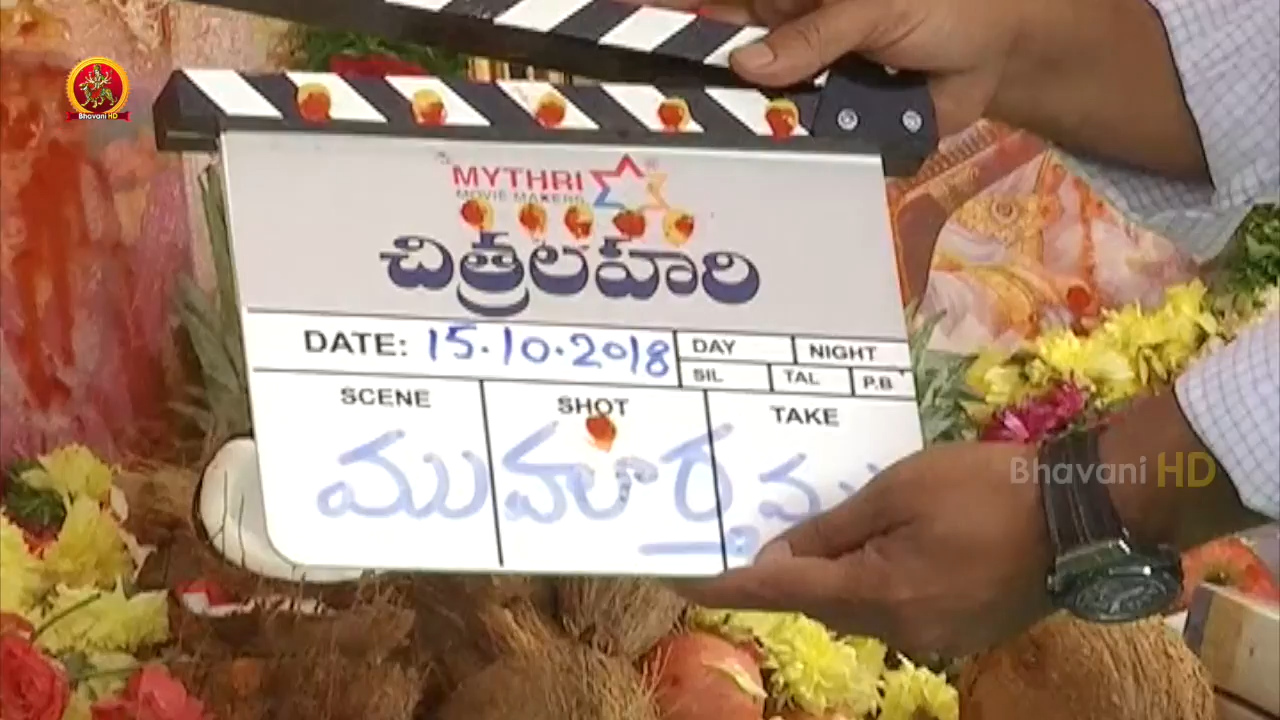 Bhavani HD
MYTHRI
MOVIE MAKERS
చిత్రలహరి
DATE: 15.10.2018
DAY NIGHT
SIL TAL P.B
SCENE SHOT TAKE
ముహూర్తము
Bhavani HD